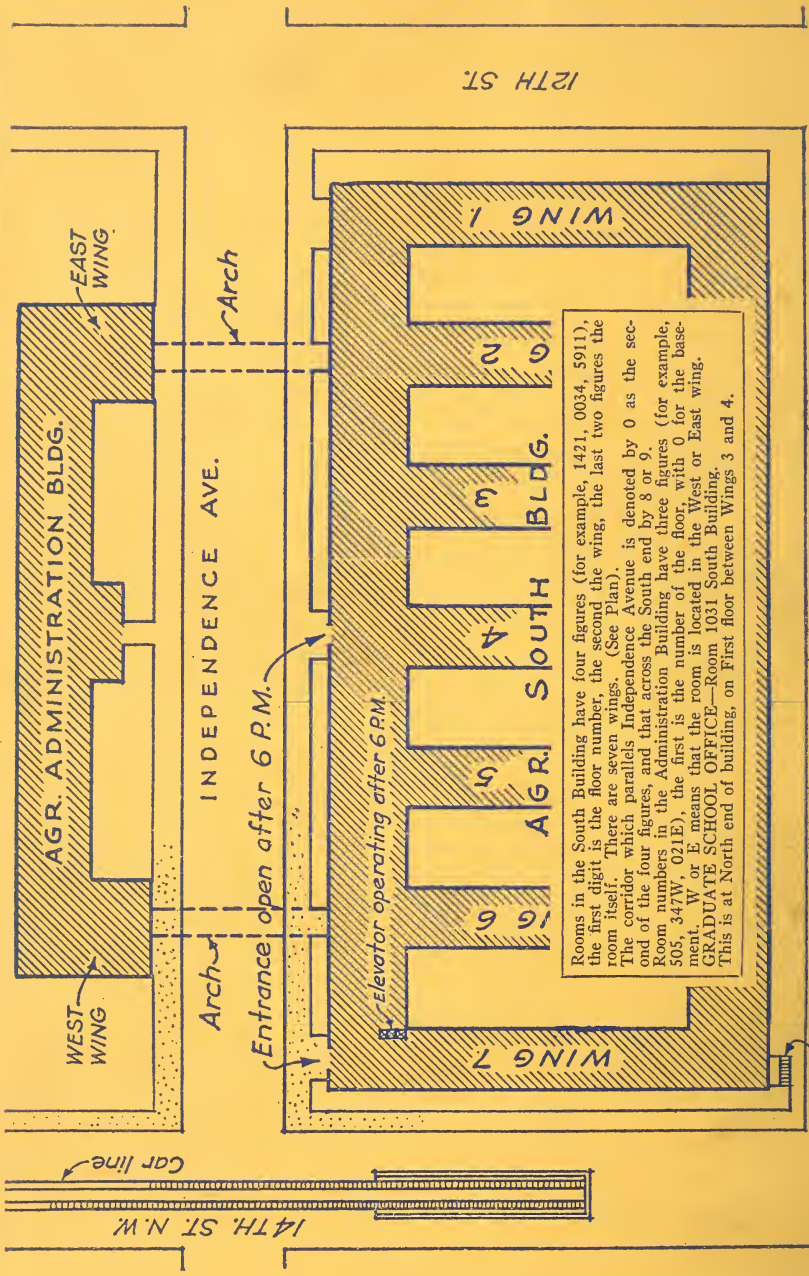 12TH ST.
EAST
WING
AGR. ADMINISTRATION BLDG.
WEST
WING
Arch
INDEPENDENCE AVE.
Arch
Entrance open after 6 P.M.
Elevator operating after 6 P.M.
WING 1.
G 2
3
4
5
IG 6
WING 7
AGR. SOUTH BLDG.
Rooms in the South Building have four figures (for example, 1421, 0034, 5911),
the first digit is the floor number, the second the wing, the last two figures the
room itself. There are seven wings. (See Plan).
The corridor which parallels Independence Avenue is denoted by 0 as the sec-
ond of the four figures, and that across the South end by 8 or 9.
Room numbers in the Administration Building have three figures (for example,
505, 347W, 021E), the first is the number of the floor, with 0 for the base-
ment. W or E means that the room is located in the West or East wing.
GRADUATE SCHOOL OFFICE—Room 1031 South Building.
This is at North end of building, on First floor between Wings 3 and 4.
Car line
14TH. ST. N.W.